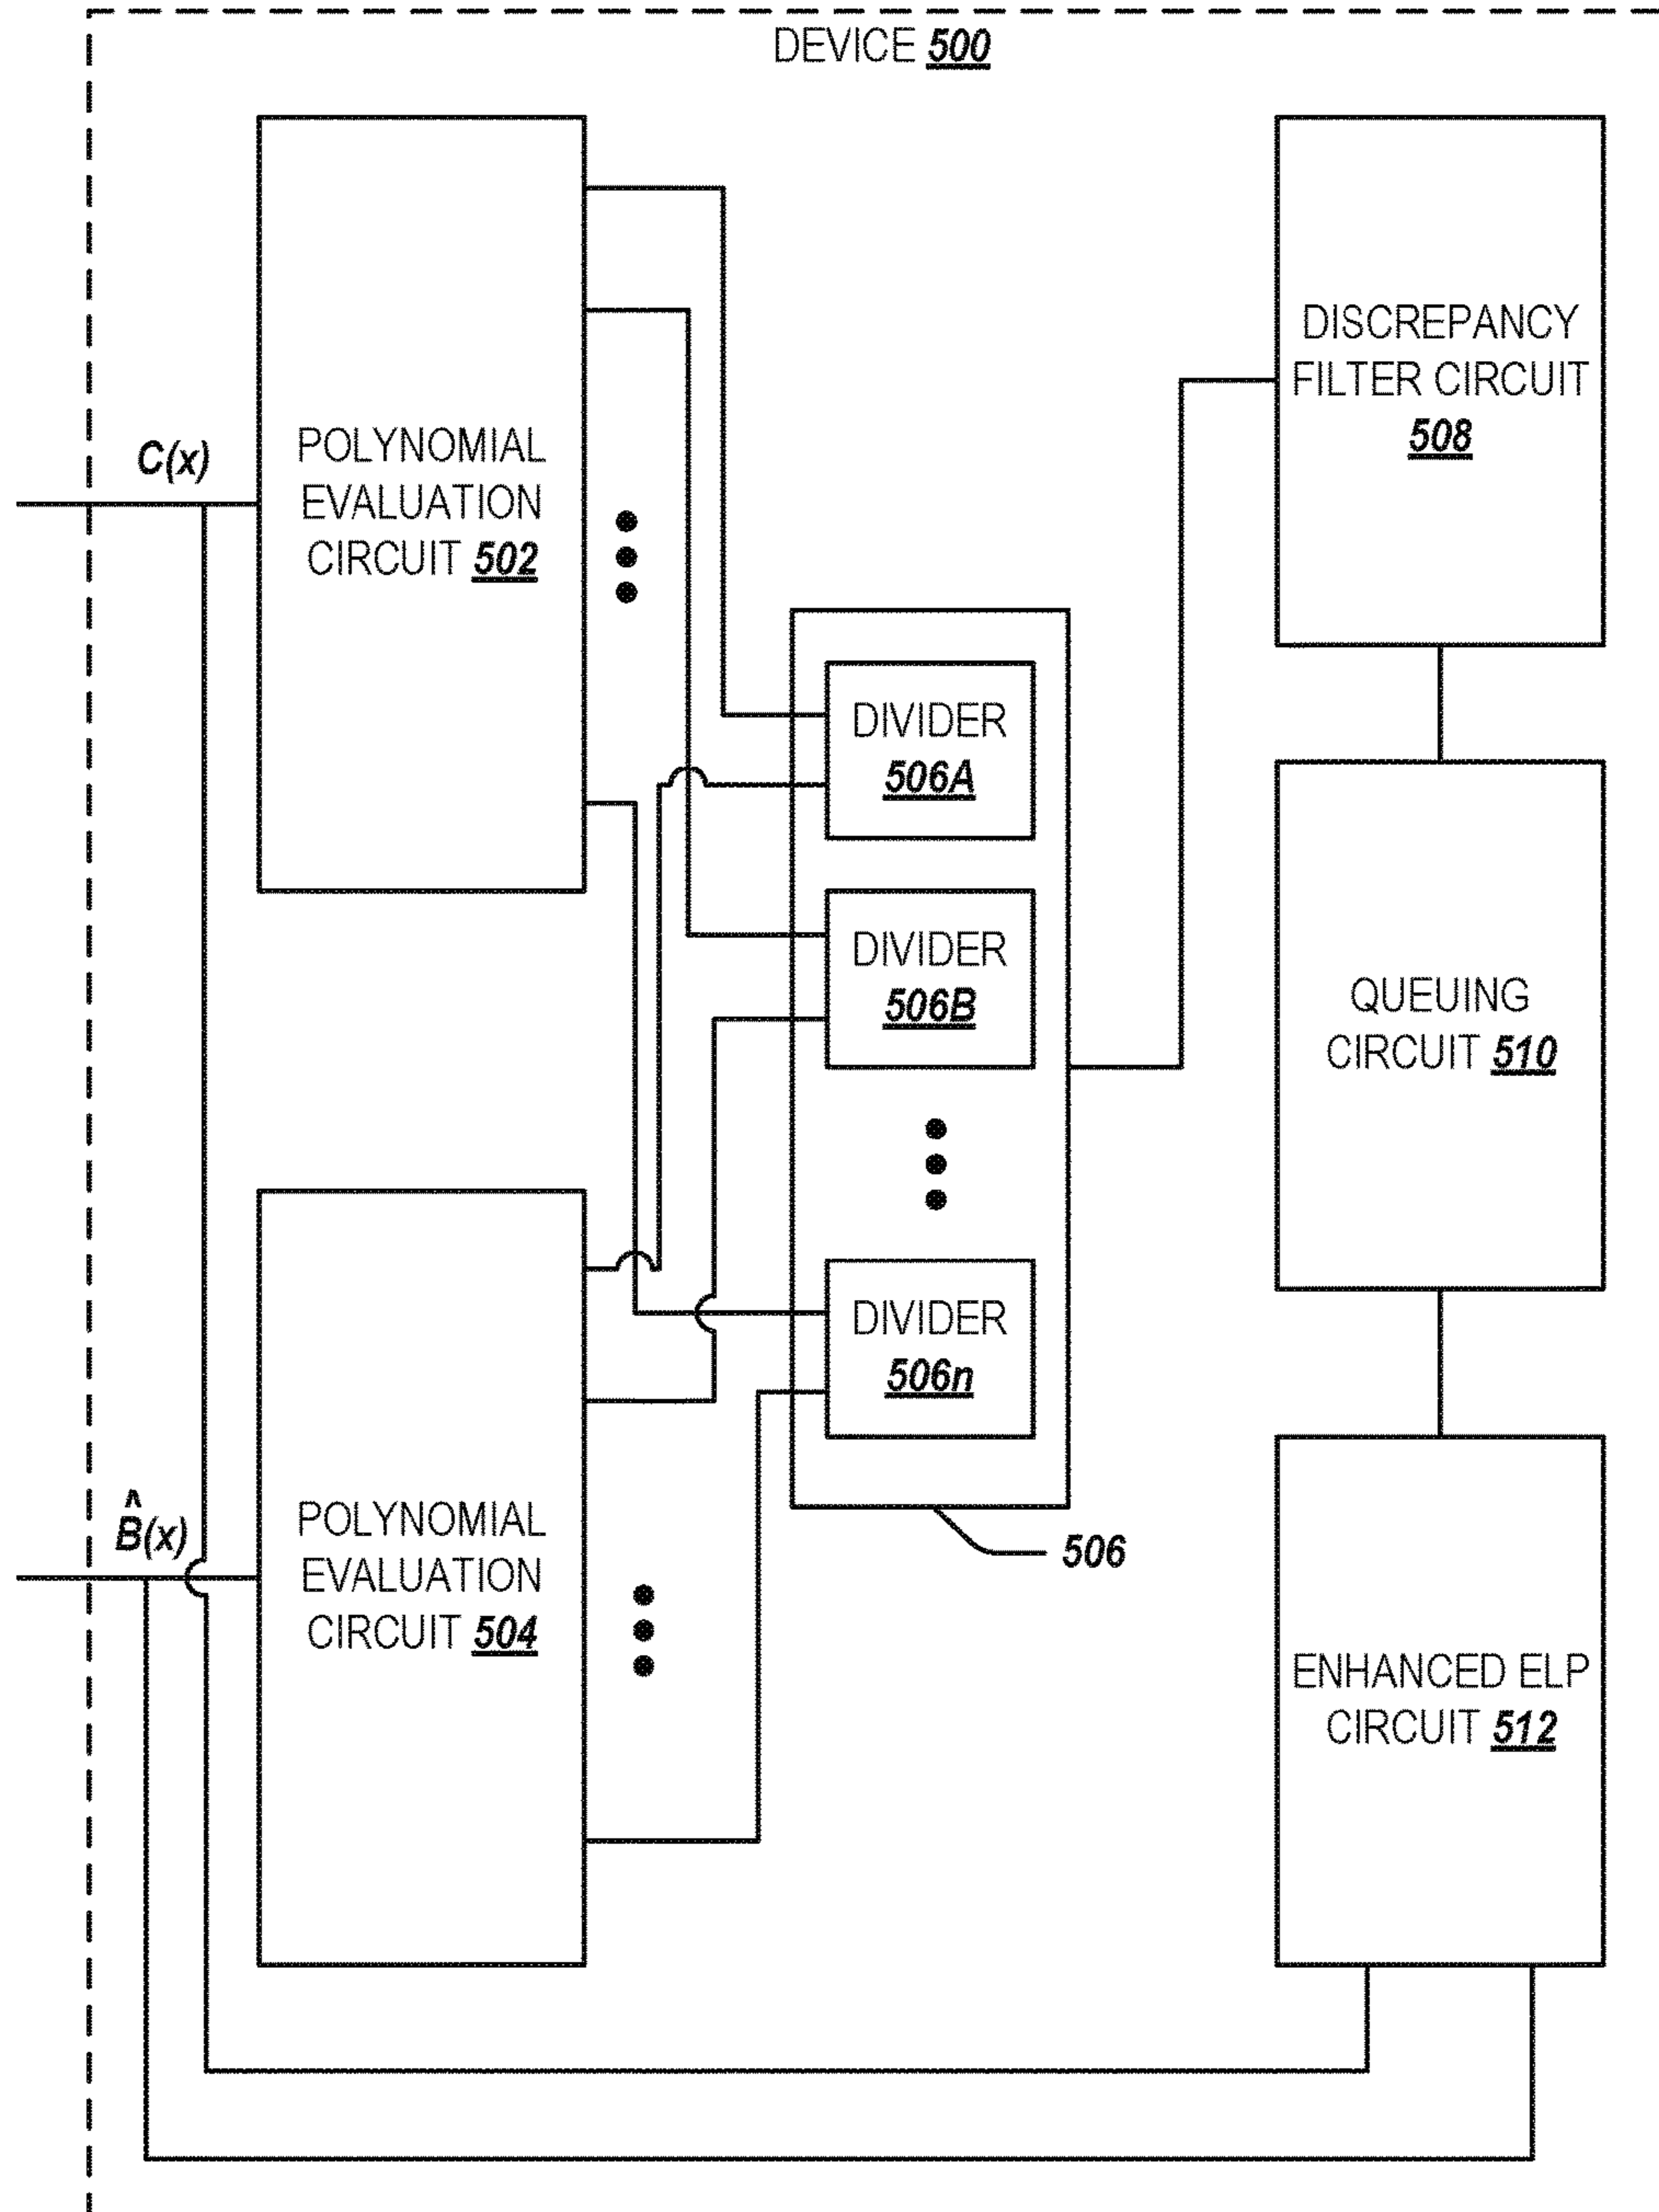 DEVICE 500
C(x)
POLYNOMIAL
EVALUATION
CIRCUIT 502
DISCREPANCY
FILTER CIRCUIT
508
DIVIDER
506A
DIVIDER
506B
DIVIDER
506n
506
QUEUING
CIRCUIT 510
B̂(x)
POLYNOMIAL
EVALUATION
CIRCUIT 504
ENHANCED ELP
CIRCUIT 512